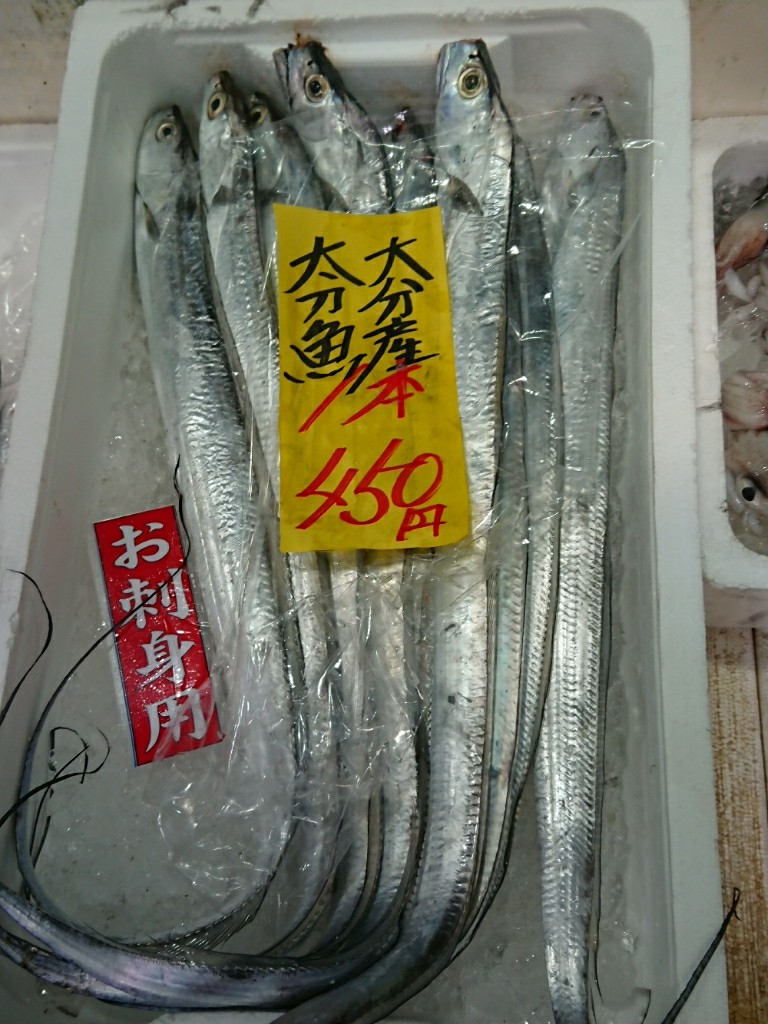 大分産
太刀魚
1本
450円
お刺身用